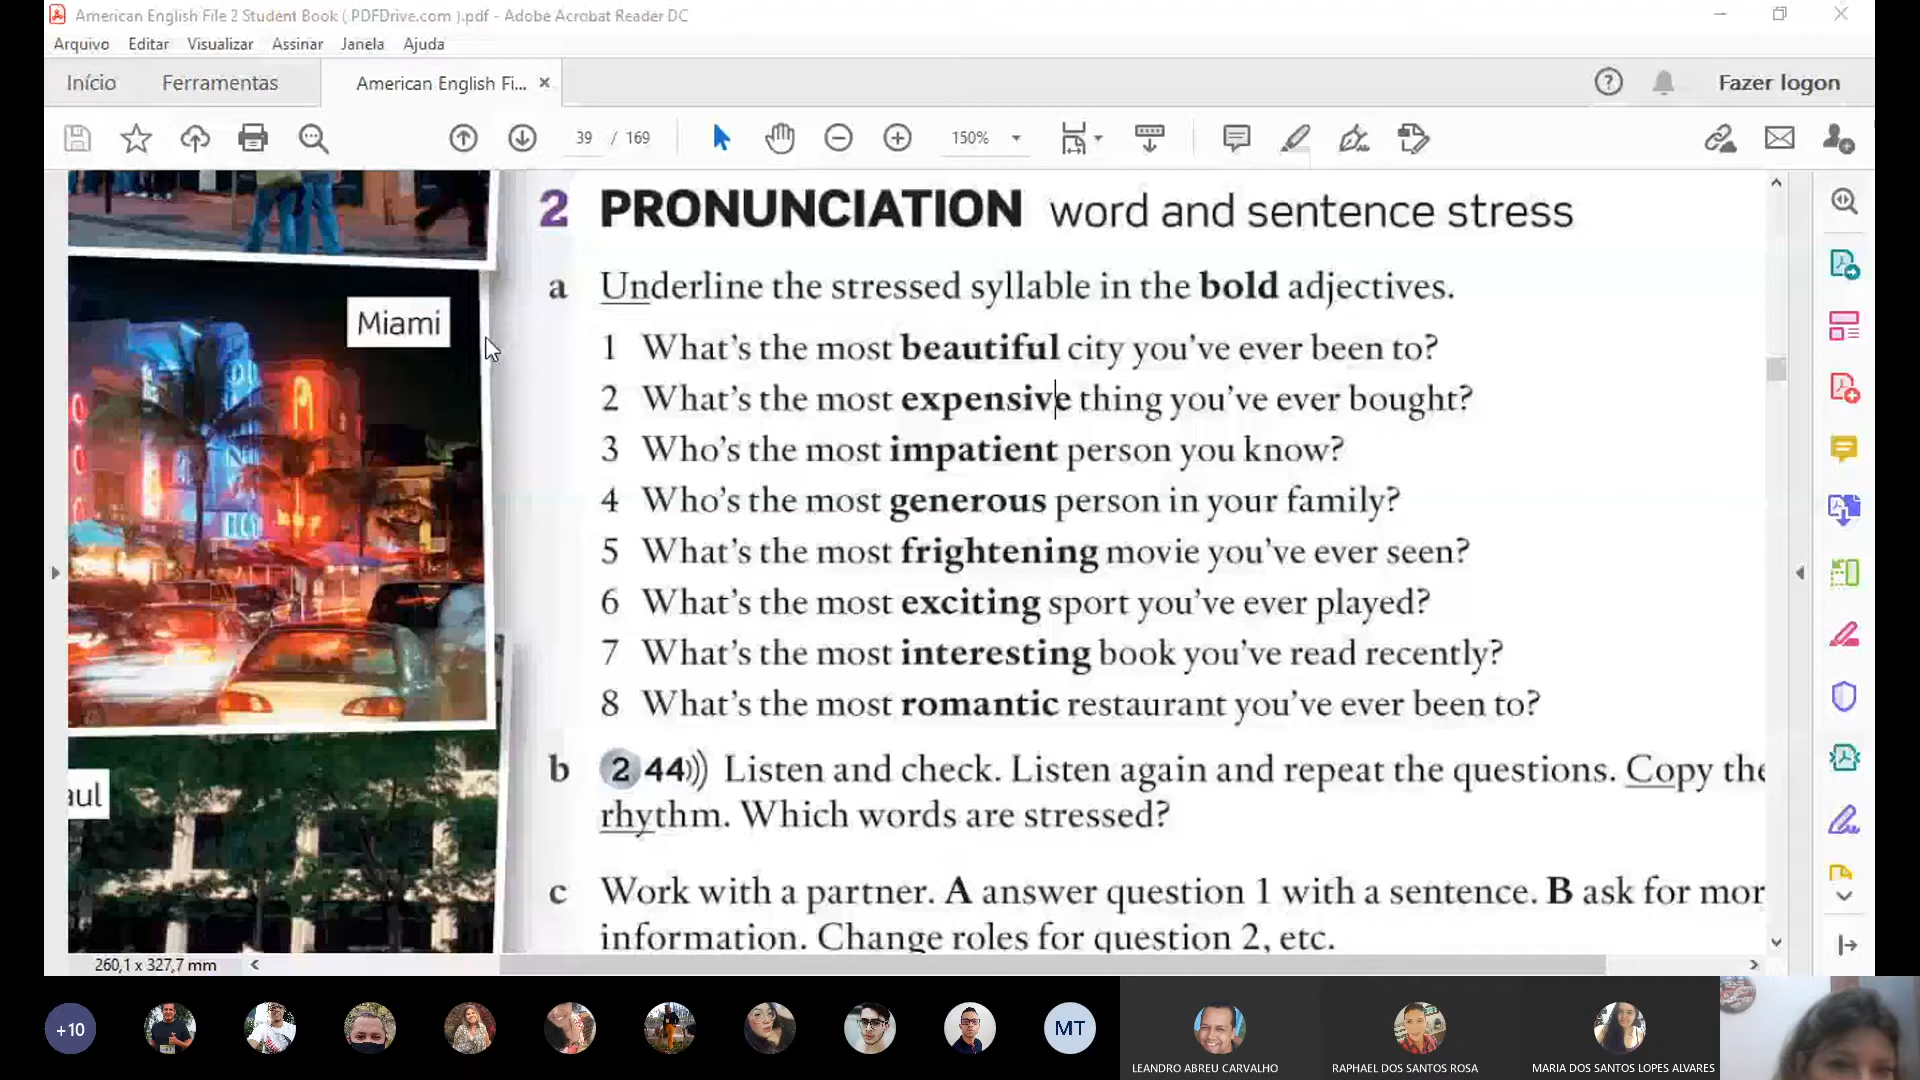 American English File 2 Student Book ( PDFDrive.com ).pdf - Adobe Acrobat Reader DC
Arquivo Editar Visualizar Assinar Janela Ajuda
Início Ferramentas American English Fi... Fazer logon
39 / 169 150%
2 PRONUNCIATION word and sentence stress
a Underline the stressed syllable in the bold adjectives.
Miami
1 What's the most beautiful city you've ever been to?
2 What's the most expensive thing you've ever bought?
3 Who's the most impatient person you know?
4 Who's the most generous person in your family?
5 What's the most frightening movie you've ever seen?
6 What's the most exciting sport you've ever played?
7 What's the most interesting book you've read recently?
8 What's the most romantic restaurant you've ever been to?
b 2 44 Listen and check. Listen again and repeat the questions. Copy the
aul
rhythm. Which words are stressed?
c Work with a partner. A answer question 1 with a sentence. B ask for mor
information. Change roles for question 2, etc.
260,1 x 327,7 mm
+10 MT
LEANDRO ABREU CARVALHO RAPHAEL DOS SANTOS ROSA MARIA DOS SANTOS LOPES ALVARES